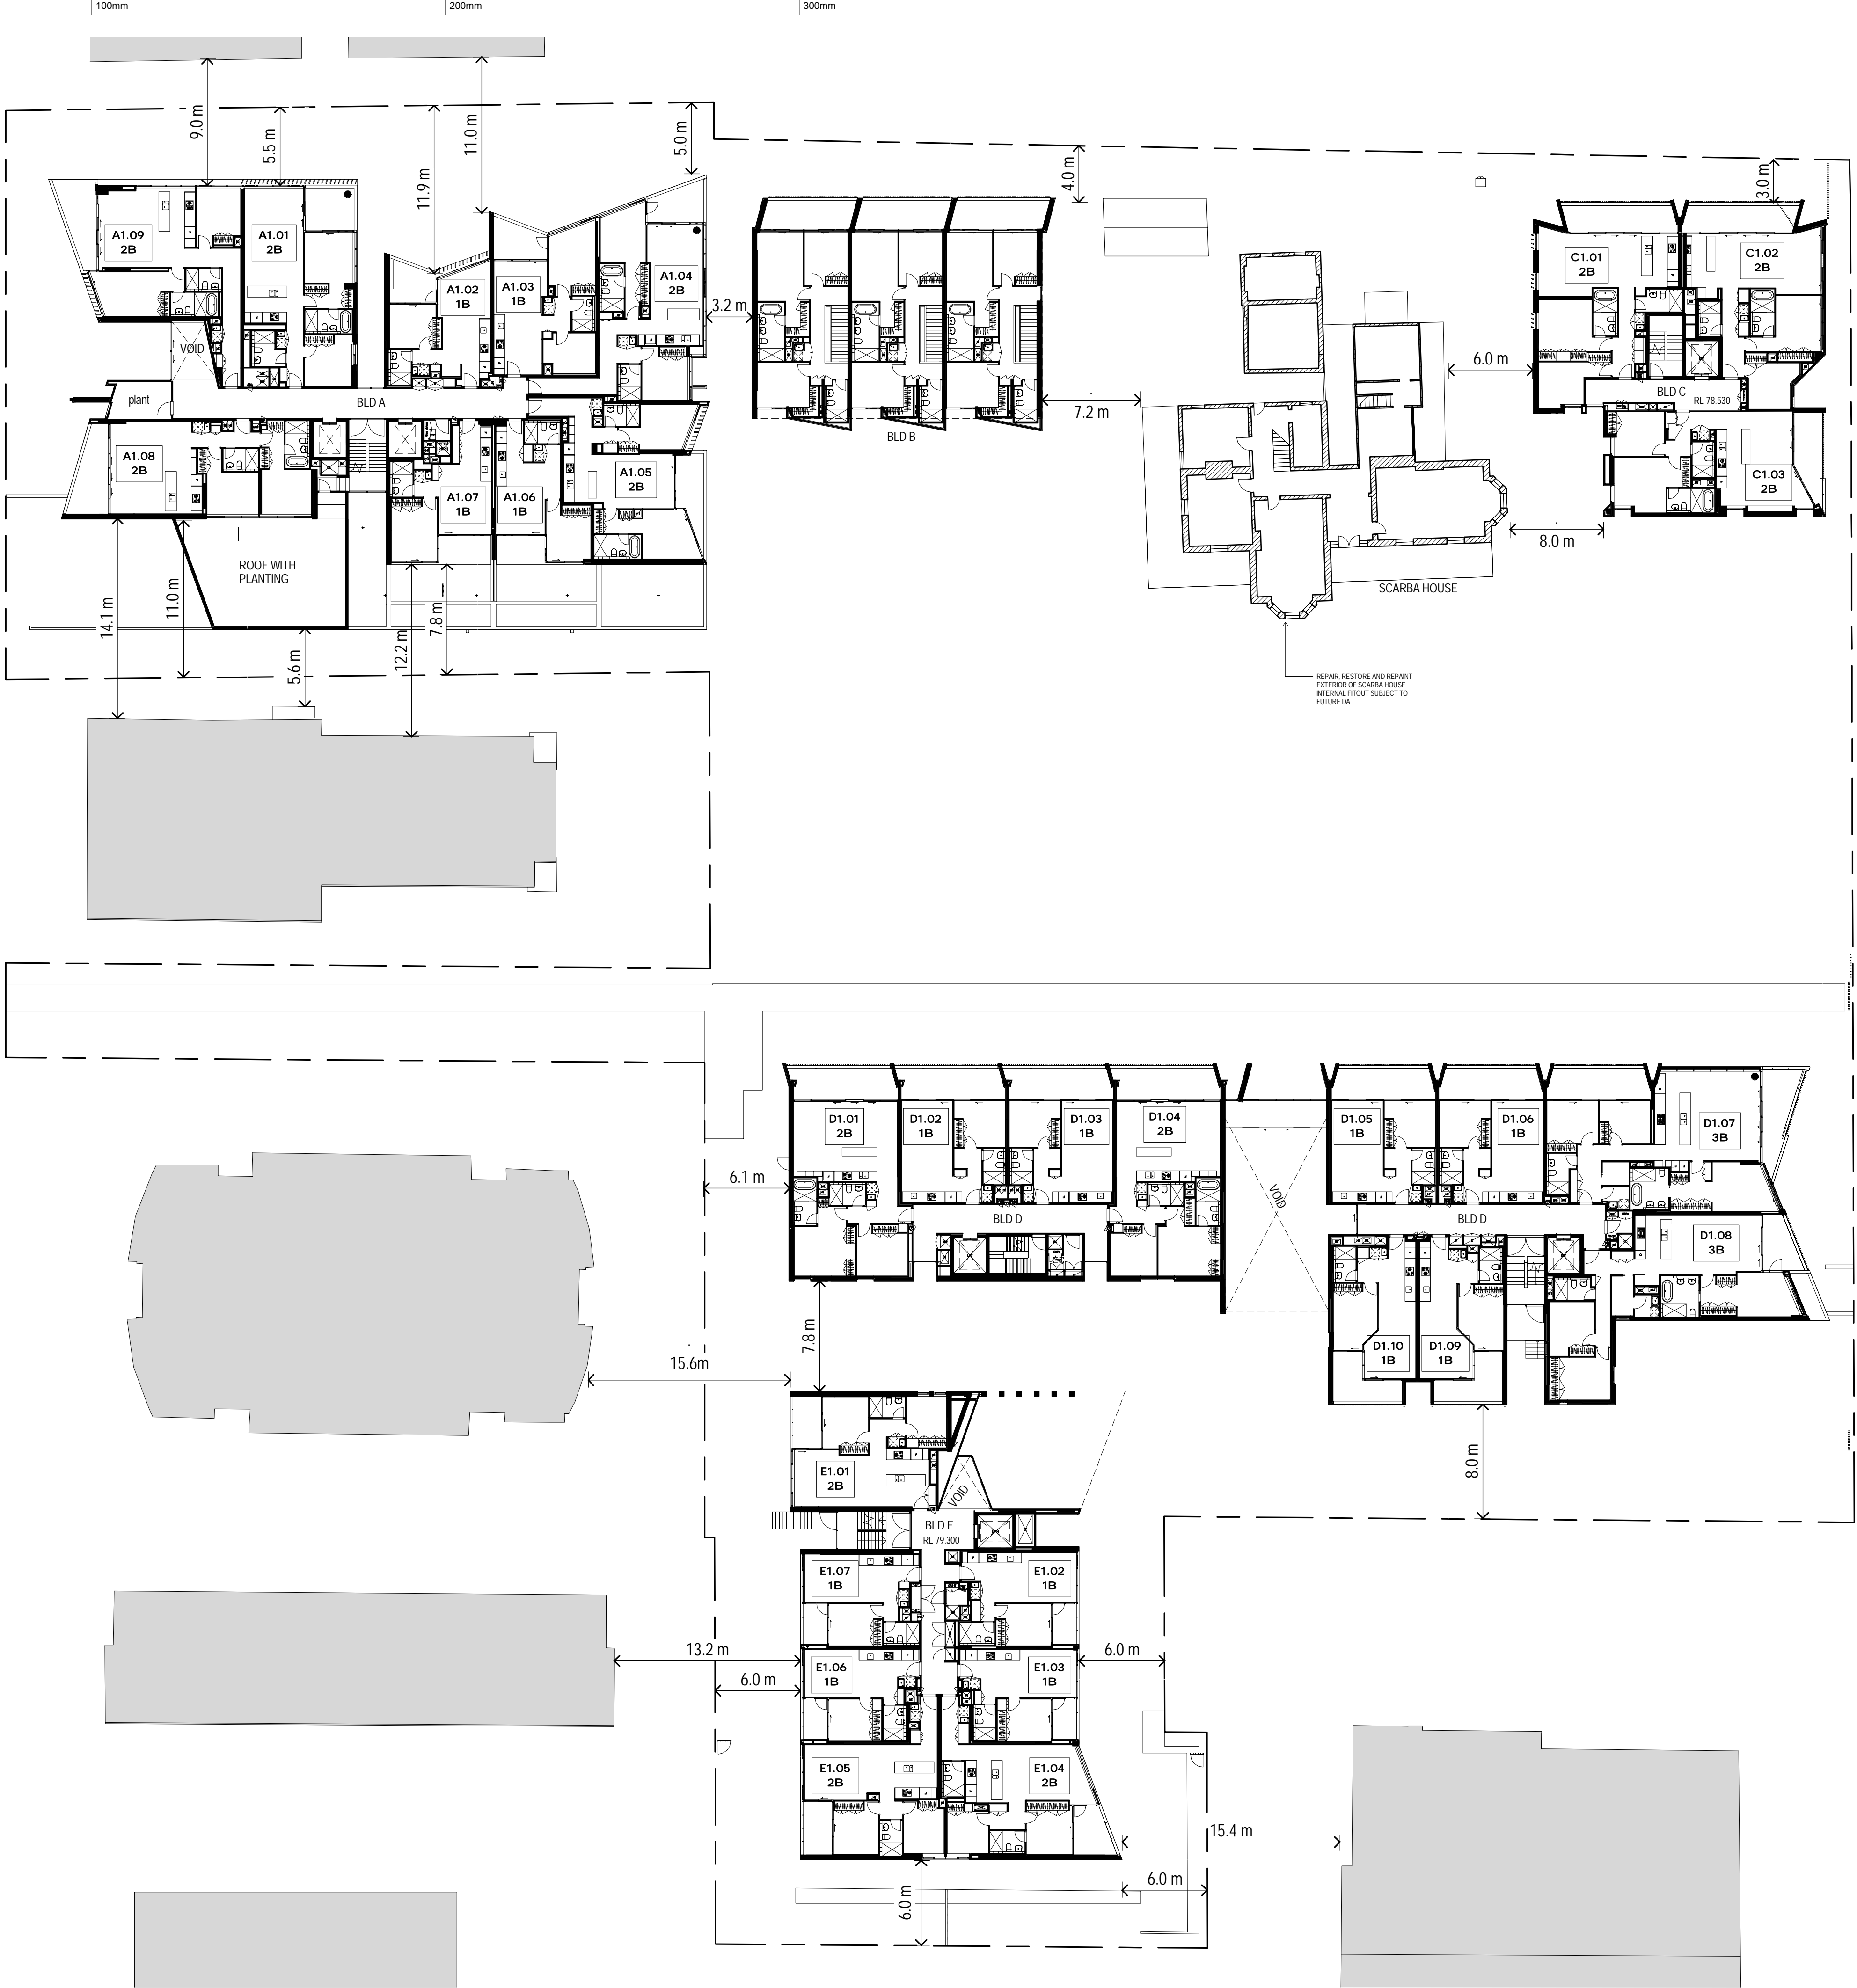 100mm
200mm
300mm
9.0 m
5.5 m
11.9 m
11.0 m
5.0 m
4.0 m
3.0 m
A1.09
2B
A1.01
2B
A1.02
1B
A1.03
1B
A1.04
2B
C1.01
2B
C1.02
2B
3.2 m
VOID
6.0 m
plant
BLD A
BLD B
7.2 m
BLD C
RL 78.530
A1.08
2B
A1.07
1B
A1.06
1B
A1.05
2B
C1.03
2B
8.0 m
ROOF WITH
PLANTING
SCARBA HOUSE
14.1 m
11.0 m
5.6 m
12.2 m
7.8 m
REPAIR, RESTORE AND REPAINT
EXTERIOR OF SCARBA HOUSE
INTERNAL FITOUT SUBJECT TO
FUTURE DA
D1.01
2B
D1.02
1B
D1.03
1B
D1.04
2B
D1.05
1B
D1.06
1B
D1.07
3B
6.1 m
VOID
BLD D
BLD D
D1.08
3B
7.8 m
D1.10
1B
D1.09
1B
15.6m
8.0 m
E1.01
2B
VOID
BLD E
RL 79.300
E1.07
1B
E1.02
1B
13.2 m
6.0 m
E1.06
1B
E1.03
1B
6.0 m
E1.05
2B
E1.04
2B
15.4 m
6.0 m
6.0 m